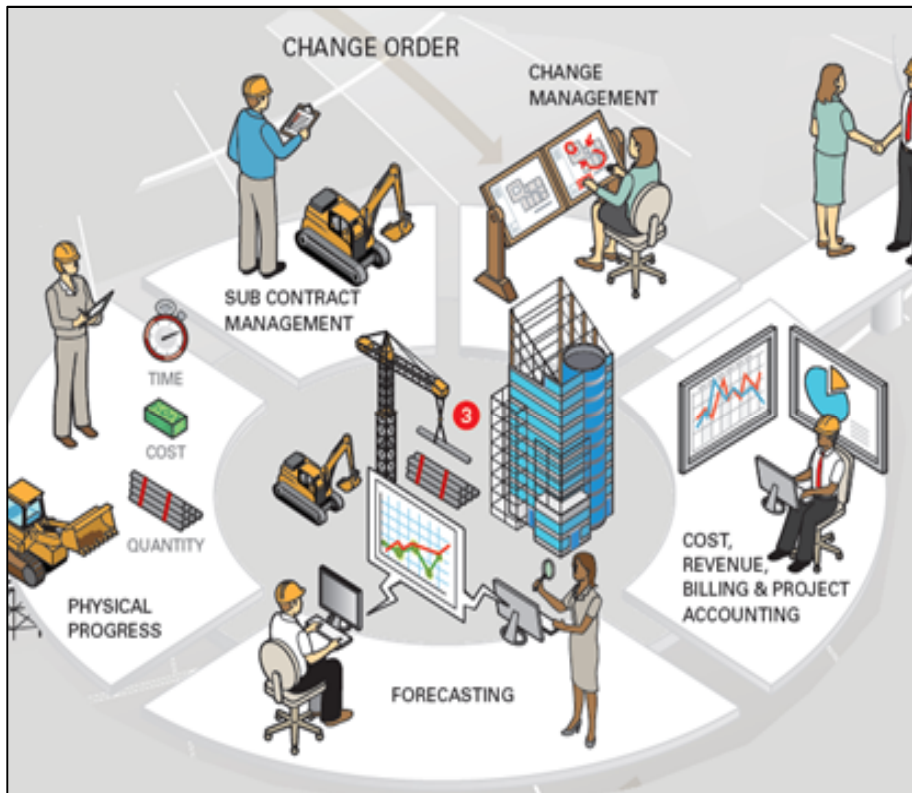 CHANGE ORDER
CHANGE
MANAGEMENT
SUB CONTRACT
MANAGEMENT
TIME
COST
QUANTITY
PHYSICAL
PROGRESS
3
COST,
REVENUE,
BILLING & PROJECT
ACCOUNTING
FORECASTING